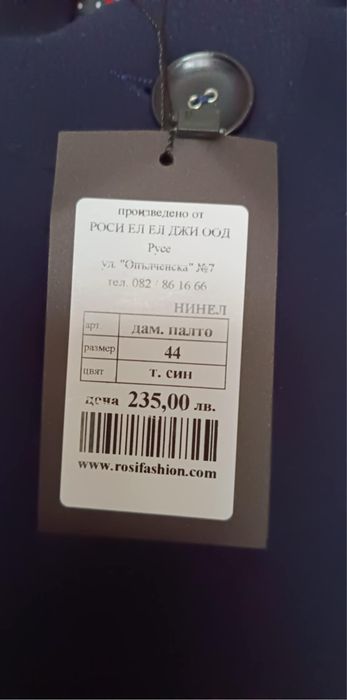 произведено от
РОСИ ЕЛ ЕЛ ДЖИ ООД
Русе
ул. "Опълченска" №7
тел. 082 / 86 16 66
НИНЕЛ
арт. дам. палто
размер 44
цвят т. син
цена 235,00 лв.
www.rosifashion.com